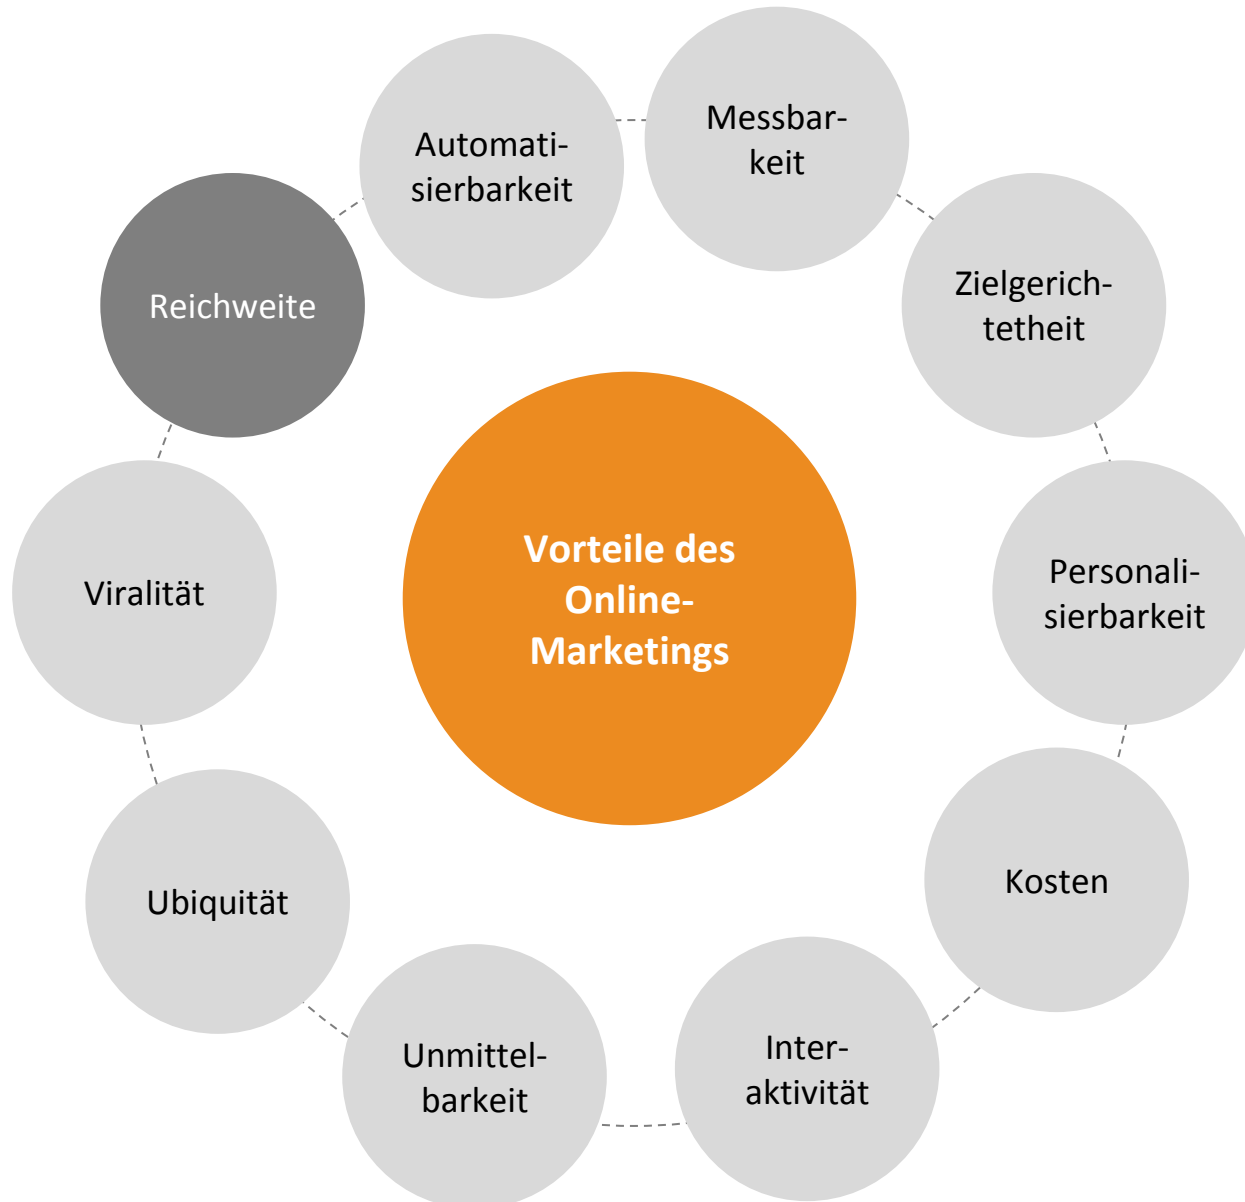 Automati-
sierbarkeit
Messbar-
keit
Zielgerich-
tetheit
Reichweite
Vorteile des
Online-
Marketings
Viralität
Personali-
sierbarkeit
Ubiquität
Kosten
Unmittel-
barkeit
Inter-
aktivität